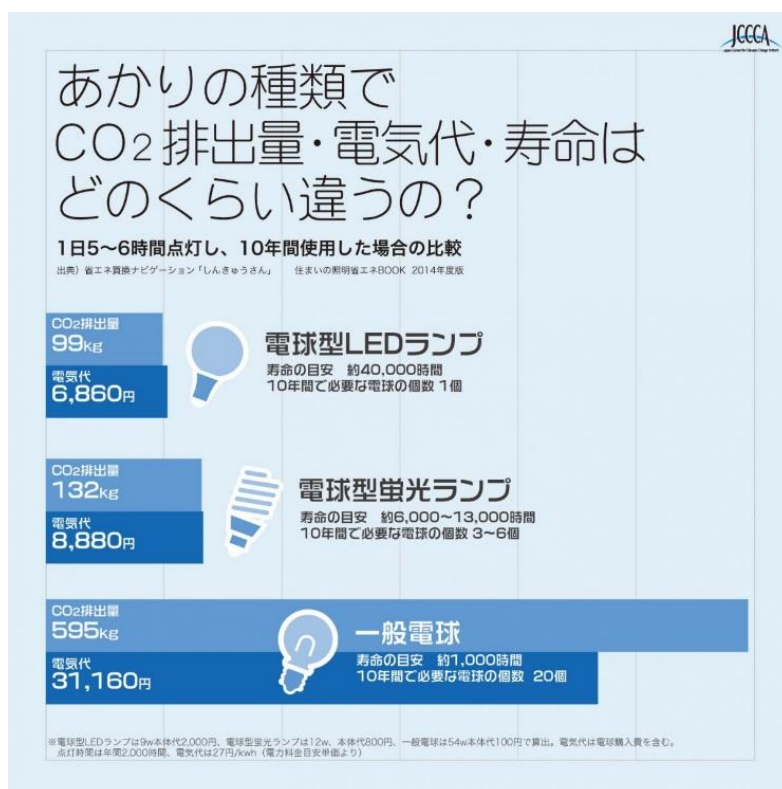 JCCCA
あかりの種類で
CO2排出量・電気代・寿命は
どのくらい違うの？
1日5〜6時間点灯し、10年間使用した場合の比較
出典）省エネ買換ナビゲーション「しんきゅうさん」 住まいの照明省エネBOOK 2014年度版
CO2排出量
99kg
電気代
6,860円
電球型LEDランプ
寿命の目安 約40,000時間
10年間で必要な電球の個数 1個
CO2排出量
132kg
電気代
8,880円
電球型蛍光ランプ
寿命の目安 約6,000〜13,000時間
10年間で必要な電球の個数 3〜6個
CO2排出量
595kg
電気代
31,160円
一般電球
寿命の目安 約1,000時間
10年間で必要な電球の個数 20個
※電球型LEDランプは9w本体代2,000円、電球型蛍光ランプは12w、本体代800円、一般電球は54w本体代100円で算出。電気代は電球購入費を含む。
点灯時間は年間2,000時間、電気代は27円/kwh（電力料金目安単価より）